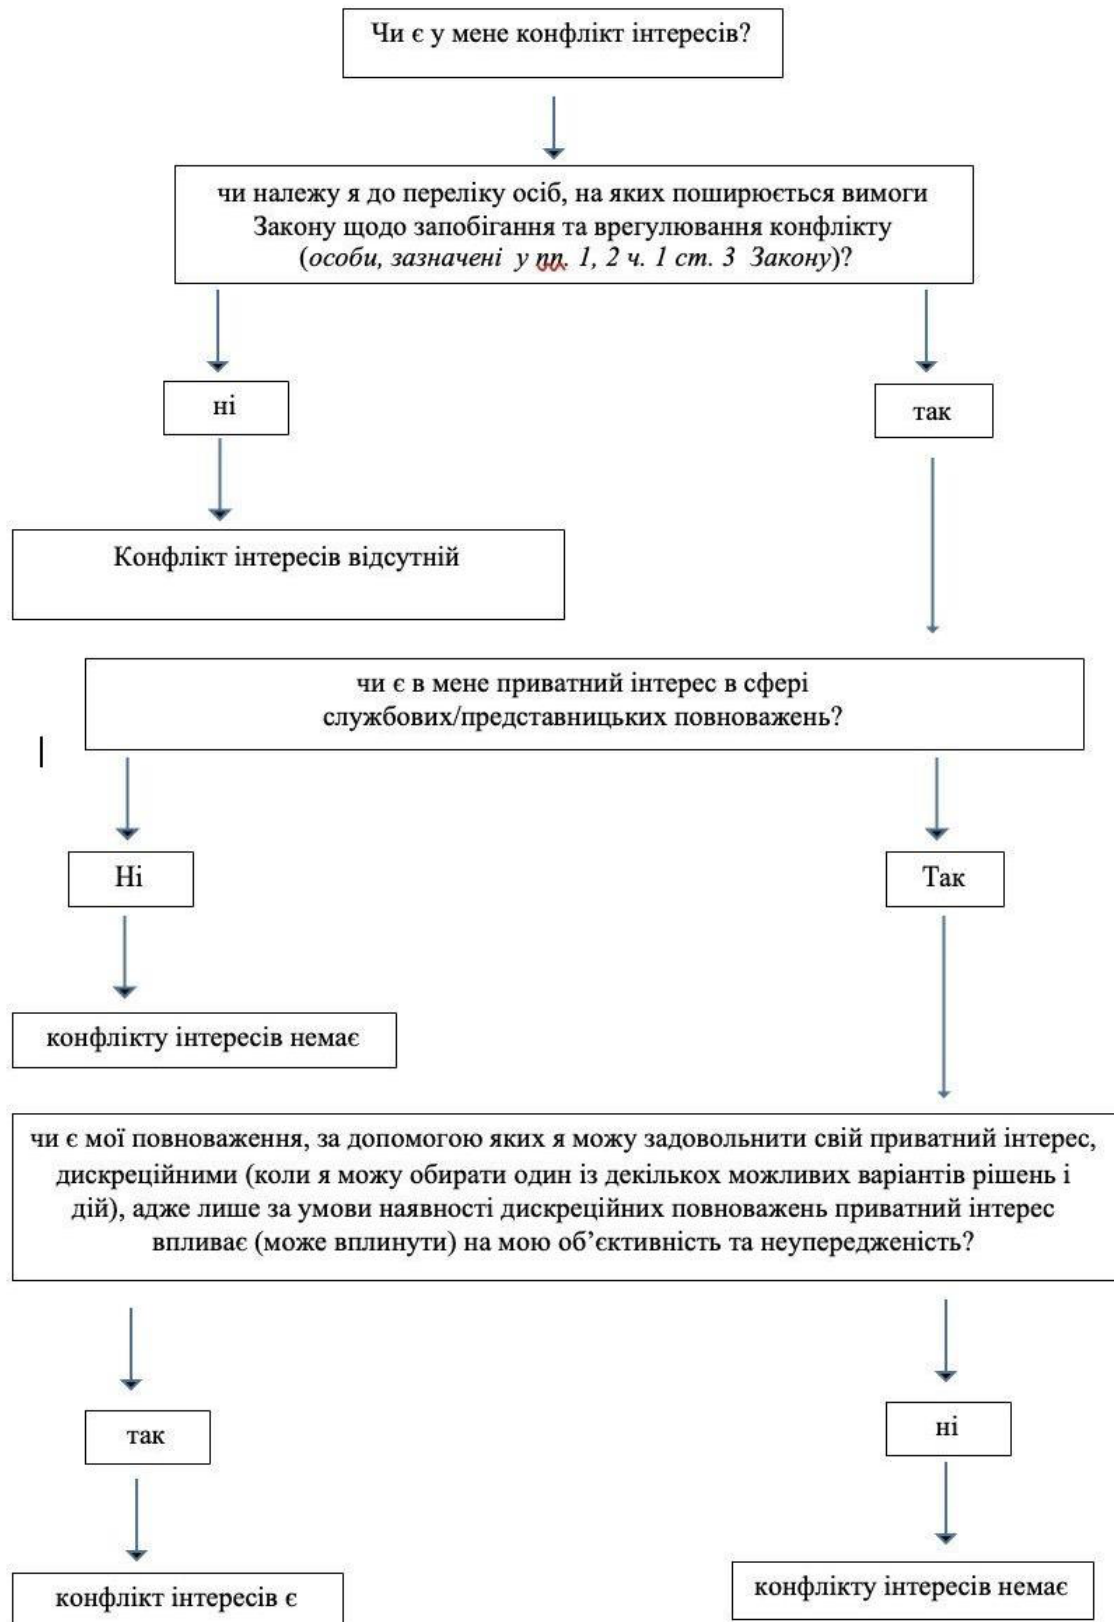 Чи є у мене конфлікт інтересів?
чи належу я до переліку осіб, на яких поширюється вимоги
Закону щодо запобігання та врегулювання конфлікту
(особи, зазначені у пп. 1, 2 ч. 1 ст. 3 Закону)?
ні
так
Конфлікт інтересів відсутній
чи є в мене приватний інтерес в сфері
службових/представницьких повноважень?
Ні
Так
конфлікту інтересів немає
чи є мої повноваження, за допомогою яких я можу задовольнити свій приватний інтерес,
дискреційними (коли я можу обирати один із декількох можливих варіантів рішень і
дій), адже лише за умови наявності дискреційних повноважень приватний інтерес
впливає (може вплинути) на мою об’єктивність та неупередженість?
так
ні
конфлікт інтересів є
конфлікту інтересів немає